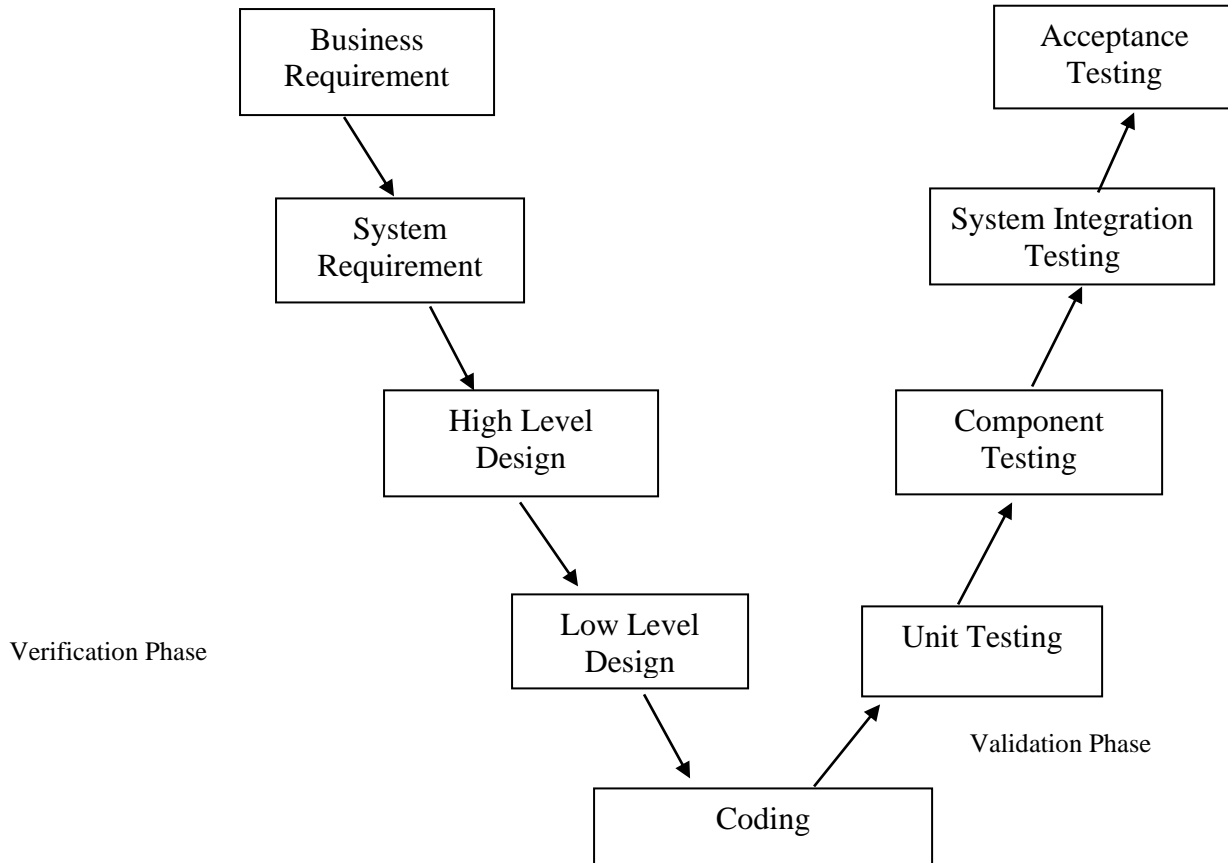 Business
Requirement
Acceptance
Testing
System
Requirement
System Integration
Testing
High Level
Design
Component
Testing
Low Level
Design
Unit Testing
Verification Phase
Validation Phase
Coding